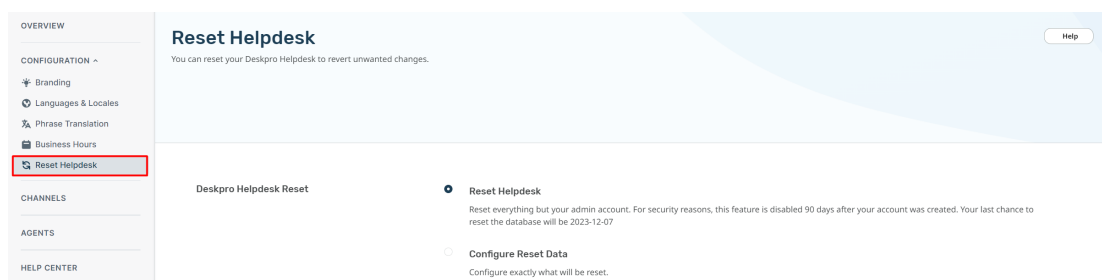 OVERVIEW
CONFIGURATION
Branding
Languages & Locales
Phrase Translation
Business Hours
Reset Helpdesk
CHANNELS
AGENTS
HELP CENTER
Reset Helpdesk
Help
You can reset your Deskpro Helpdesk to revert unwanted changes.
Deskpro Helpdesk Reset
Reset Helpdesk
Reset everything but your admin account. For security reasons, this feature is disabled 90 days after your account was created. Your last chance to
reset the database will be 2023-12-07
Configure Reset Data
Configure exactly what will be reset.